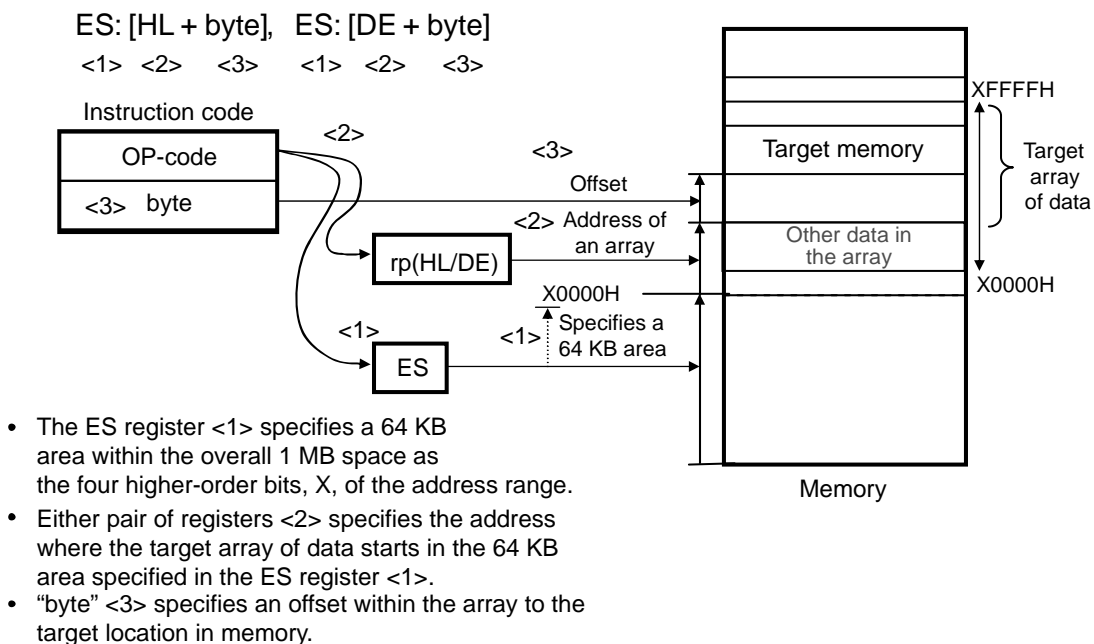 ES: [HL + byte], ES: [DE + byte]
<1> <2> <3> <1> <2> <3>
Instruction code
OP-code
<3> byte
<2>
<3>
Offset
<2> Address of
an array
rp(HL/DE)
X0000H
<1>
<1> Specifies a
64 KB area
ES
XFFFFH
Target memory
Target
array
of data
Other data in
the array
X0000H
Memory
• The ES register <1> specifies a 64 KB
area within the overall 1 MB space as
the four higher-order bits, X, of the address range.
• Either pair of registers <2> specifies the address
where the target array of data starts in the 64 KB
area specified in the ES register <1>.
• “byte” <3> specifies an offset within the array to the
target location in memory.